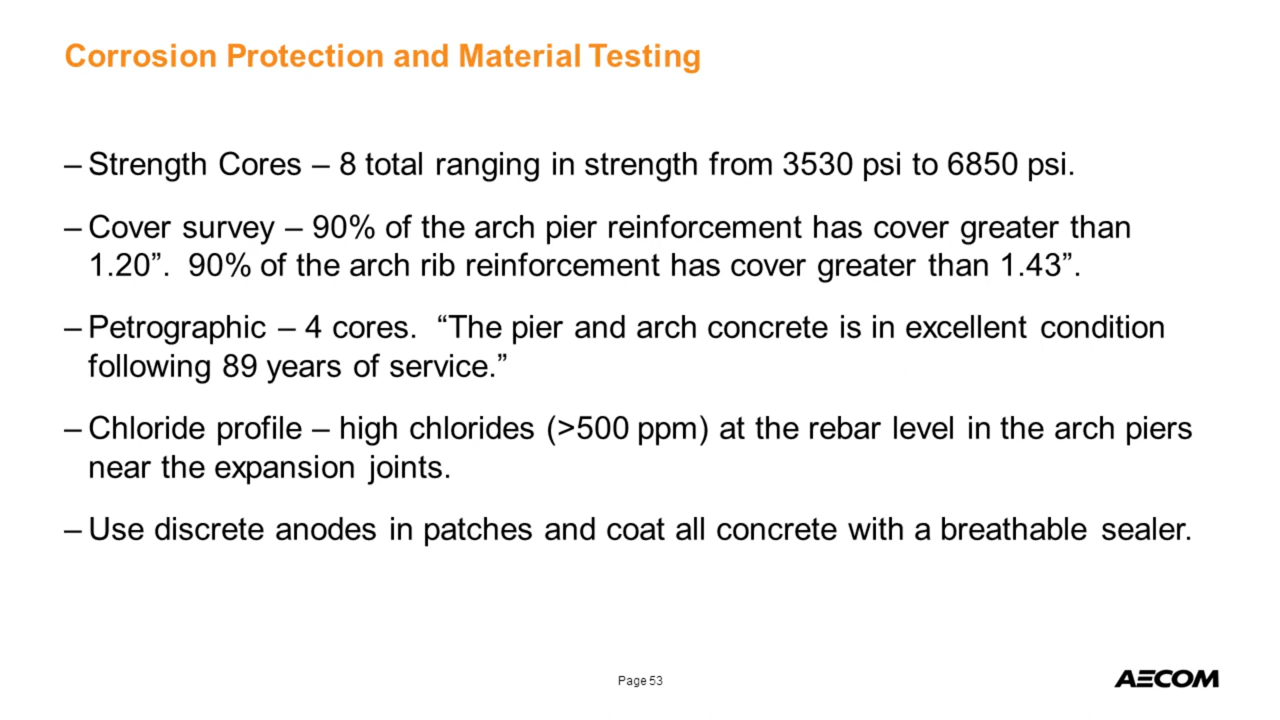 Corrosion Protection and Material Testing
– Strength Cores – 8 total ranging in strength from 3530 psi to 6850 psi.
– Cover survey – 90% of the arch pier reinforcement has cover greater than
1.20”.  90% of the arch rib reinforcement has cover greater than 1.43”.
– Petrographic – 4 cores.  “The pier and arch concrete is in excellent condition
following 89 years of service.”
– Chloride profile – high chlorides (>500 ppm) at the rebar level in the arch piers
near the expansion joints.
– Use discrete anodes in patches and coat all concrete with a breathable sealer.
Page 53
AECOM